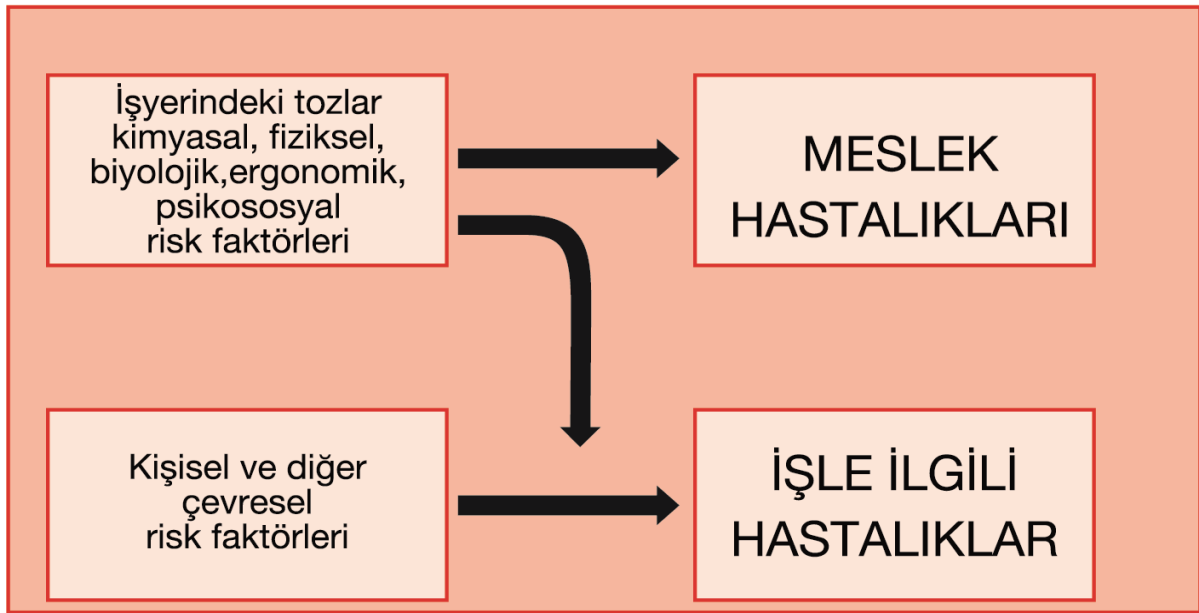 İşyerindeki tozlar
kimyasal, fiziksel,
biyolojik,ergonomik,
psikososyal
risk faktörleri
MESLEK
HASTALIKLARI
Kişisel ve diğer
çevresel
risk faktörleri
İŞLE İLGİLİ
HASTALIKLAR